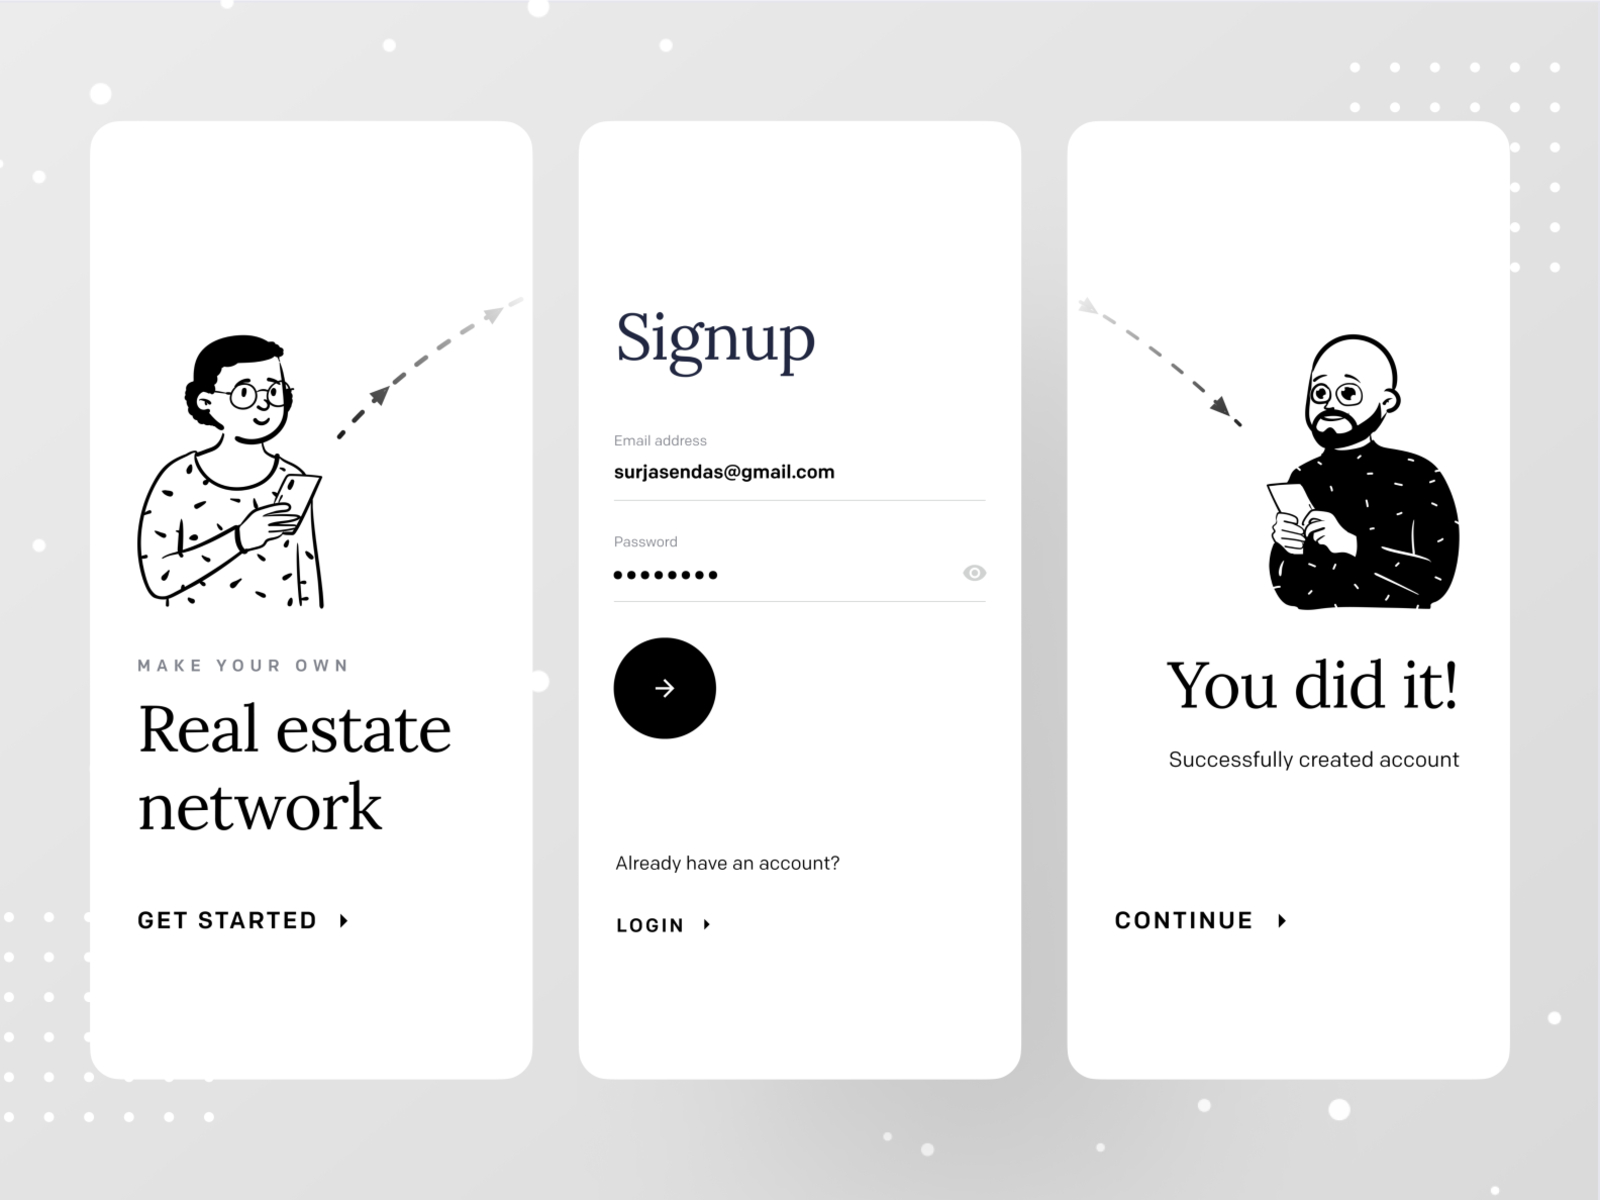 MAKE YOUR OWN
Real estate
network
GET STARTED
Signup
Email address
surjasendas@gmail.com
Password
Already have an account?
LOGIN
You did it!
Successfully created account
CONTINUE